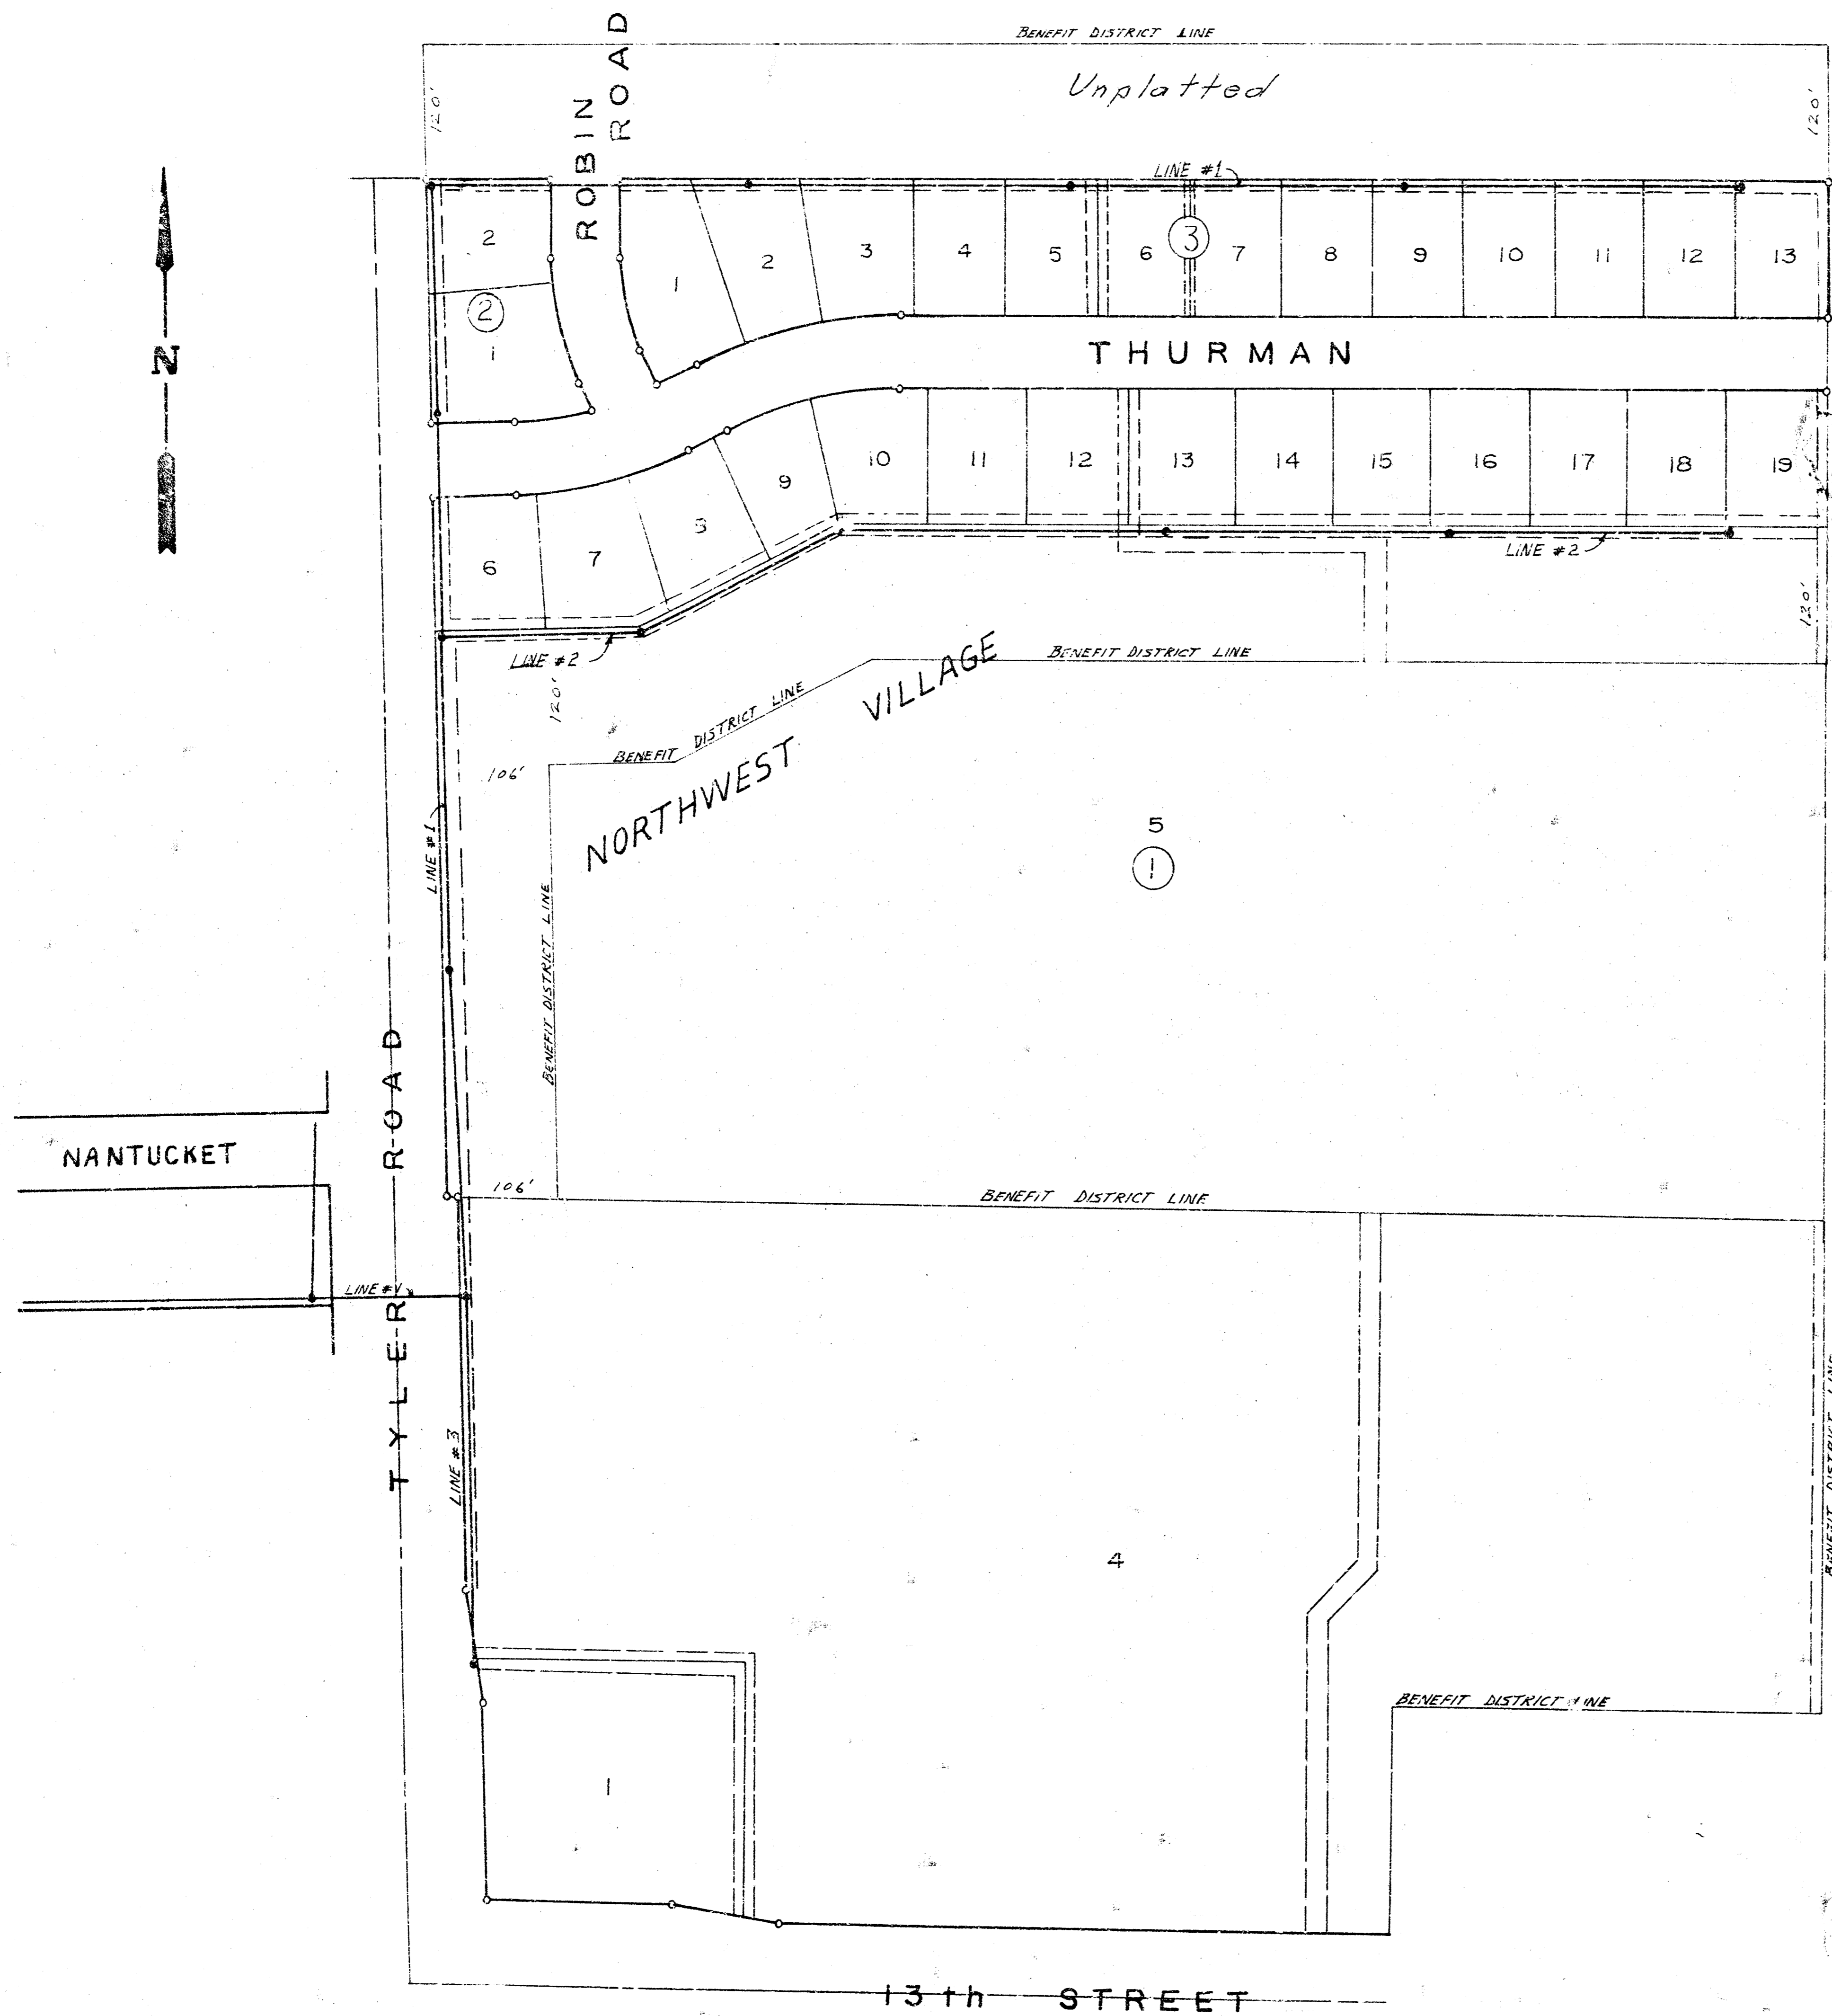 BENEFIT DISTRICT LINE
Unplatted
120'
120'
ROBIN
ROAD
LINE #1
2
1
2
3
4
5
6
3
7
8
9
10
11
12
13
2
1
THURMAN
N
6
7
8
9
10
11
12
13
14
15
16
17
18
19
LINE #2
LINE #2
120'
120'
BENEFIT DISTRICT LINE
BENEFIT DISTRICT LINE
106'
NORTHWEST VILLAGE
LINE #1
5
1
BENEFIT DISTRICT LINE
NANTUCKET
106'
BENEFIT DISTRICT LINE
LINE #1
TYLER ROAD
LINE #3
4
BENEFIT DISTRICT LINE
BENEFIT DISTRICT LINE
1
13th STREET